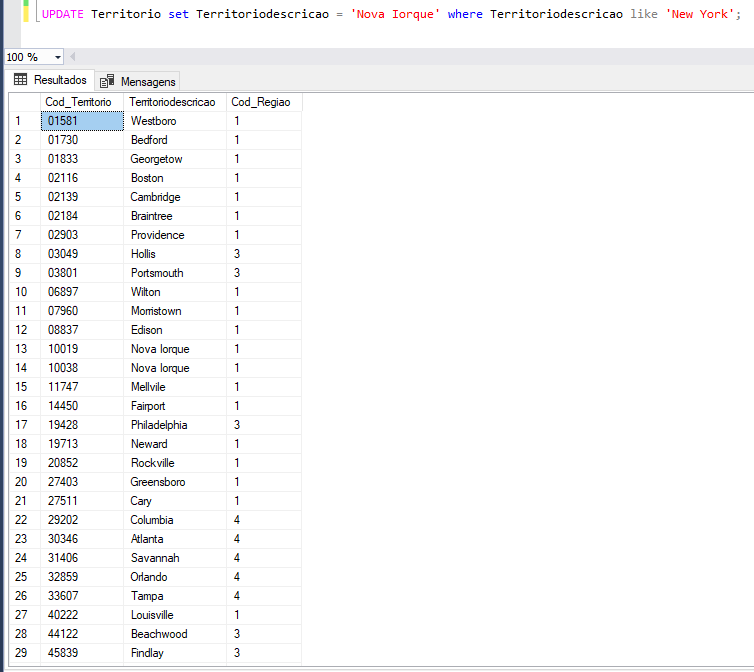 UPDATE Territorio set Territoriodescricao = 'Nova Iorque' where Territoriodescricao like 'New York';
100 %
Resultados Mensagens
Cod_Territorio Territoriodescricao Cod_Regiao
1 01581 Westboro 1
2 01730 Bedford 1
3 01833 Georgetow 1
4 02116 Boston 1
5 02139 Cambridge 1
6 02184 Braintree 1
7 02903 Providence 1
8 03049 Hollis 3
9 03801 Portsmouth 3
10 06897 Wilton 1
11 07960 Morristown 1
12 08837 Edison 1
13 10019 Nova Iorque 1
14 10038 Nova Iorque 1
15 11747 Mellvile 1
16 14450 Fairport 1
17 19428 Philadelphia 3
18 19713 Neward 1
19 20852 Rockville 1
20 27403 Greensboro 1
21 27511 Cary 1
22 29202 Columbia 4
23 30346 Atlanta 4
24 31406 Savannah 4
25 32859 Orlando 4
26 33607 Tampa 4
27 40222 Louisville 1
28 44122 Beachwood 3
29 45839 Findlay 3